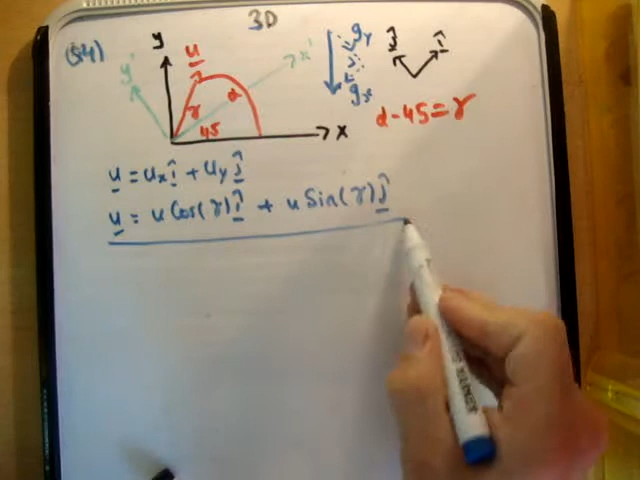 3D
(54)
y
u
y'
x'
γ
α
45
x
g_y
g_x
ĵ
î
α - 45 = γ
u = u_x î + u_y ĵ
u = u Cos(γ) î + u Sin(γ) ĵ